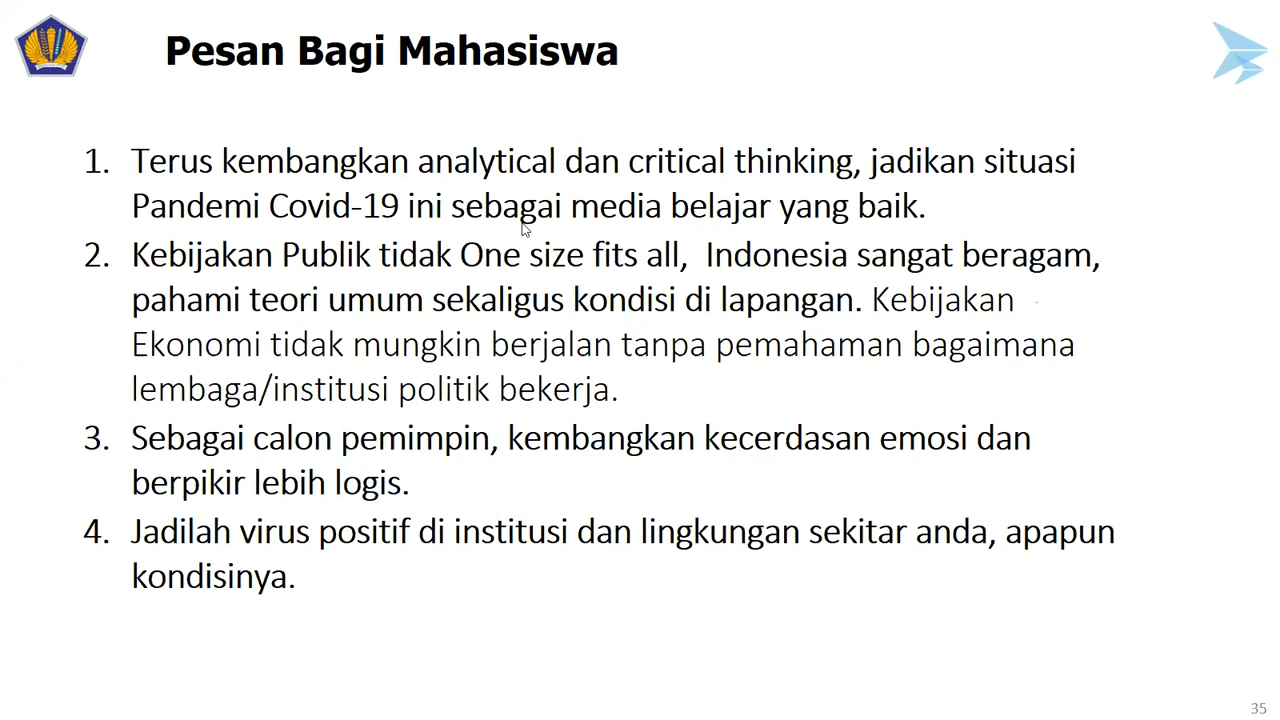 Pesan Bagi Mahasiswa
1. Terus kembangkan analytical dan critical thinking, jadikan situasi
Pandemi Covid-19 ini sebagai media belajar yang baik.
2. Kebijakan Publik tidak One size fits all,  Indonesia sangat beragam,
pahami teori umum sekaligus kondisi di lapangan. Kebijakan
Ekonomi tidak mungkin berjalan tanpa pemahaman bagaimana
lembaga/institusi politik bekerja.
3. Sebagai calon pemimpin, kembangkan kecerdasan emosi dan
berpikir lebih logis.
4. Jadilah virus positif di institusi dan lingkungan sekitar anda, apapun
kondisinya.
35